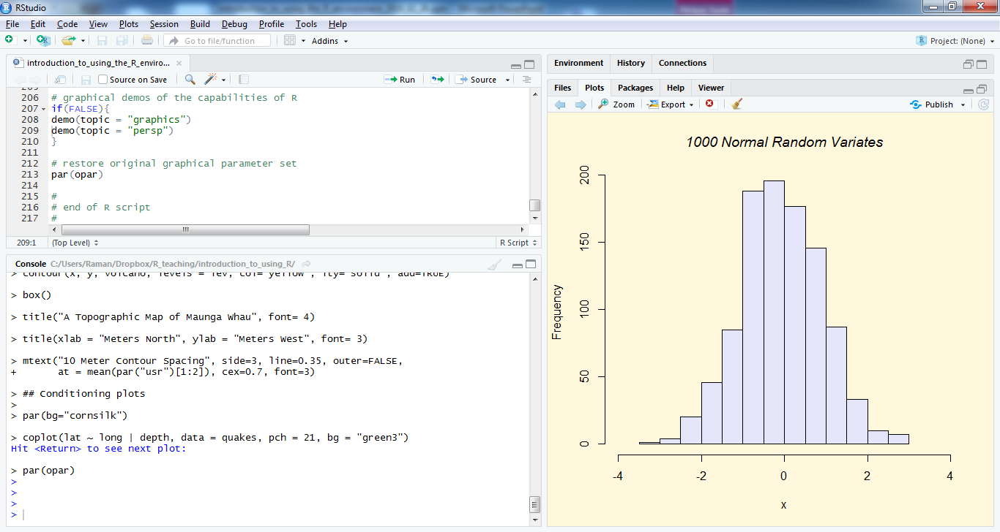 RStudio
File Edit Code View Plots Session Build Debug Profile Tools Help
Go to file/function Addins Project: (None)
introduction_to_using_the_R_enviro...
Source on Save Run Source
206 # graphical demos of the capabilities of R
207 if(FALSE){
208 demo(topic = "graphics")
209 demo(topic = "persp")
210 }
211
212 # restore original graphical parameter set
213 par(opar)
214
215 #
216 # end of R script
217 #
209:1 (Top Level) R Script
Console C:/Users/Raman/Dropbox/R_teaching/introduction_to_using_R/
> contour(x, y, volcano, levels = lev, col="yellow", lty="solid", add=TRUE)
> box()
> title("A Topographic Map of Maunga Whau", font= 4)
> title(xlab = "Meters North", ylab = "Meters West", font= 3)
> mtext("10 Meter Contour Spacing", side=3, line=0.35, outer=FALSE,
+       at = mean(par("usr")[1:2]), cex=0.7, font=3)
> ## Conditioning plots
>
> par(bg="cornsilk")
> coplot(lat ~ long | depth, data = quakes, pch = 21, bg = "green3")
Hit <Return> to see next plot:
> par(opar)
>
>
>
>
Environment History Connections
Files Plots Packages Help Viewer
Zoom Export Publish
1000 Normal Random Variates
200
150
100
50
0
Frequency
-4 -2 0 2 4
x